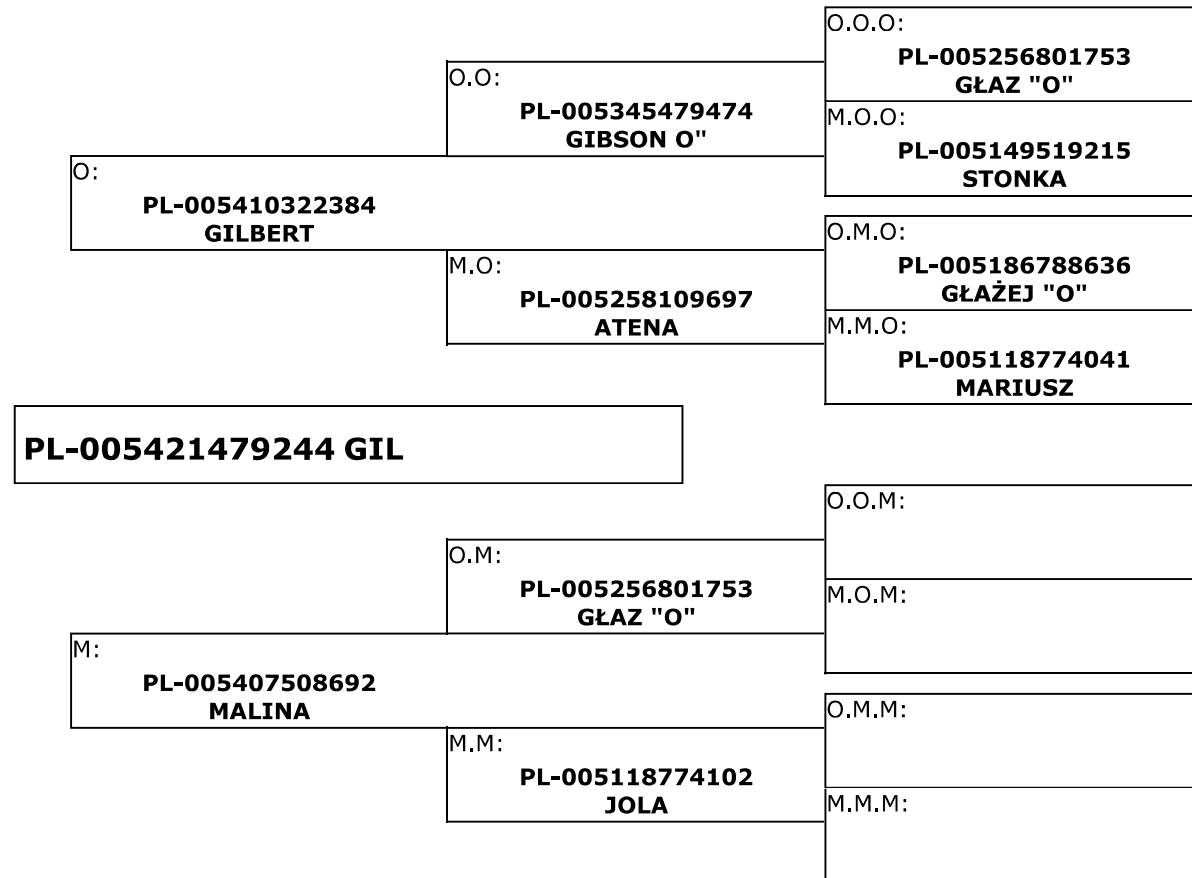 O.O.O:
PL-005256801753
GŁAZ "O"
O.O:
PL-005345479474
GIBSON O"
M.O.O:
PL-005149519215
STONKA
O:
PL-005410322384
GILBERT
O.M.O:
PL-005186788636
GŁAŻEJ "O"
M.O:
PL-005258109697
ATENA
M.M.O:
PL-005118774041
MARIUSZ
PL-005421479244 GIL
O.O.M:
O.M:
PL-005256801753
GŁAZ "O"
M.O.M:
M:
PL-005407508692
MALINA
O.M.M:
M.M:
PL-005118774102
JOLA
M.M.M: